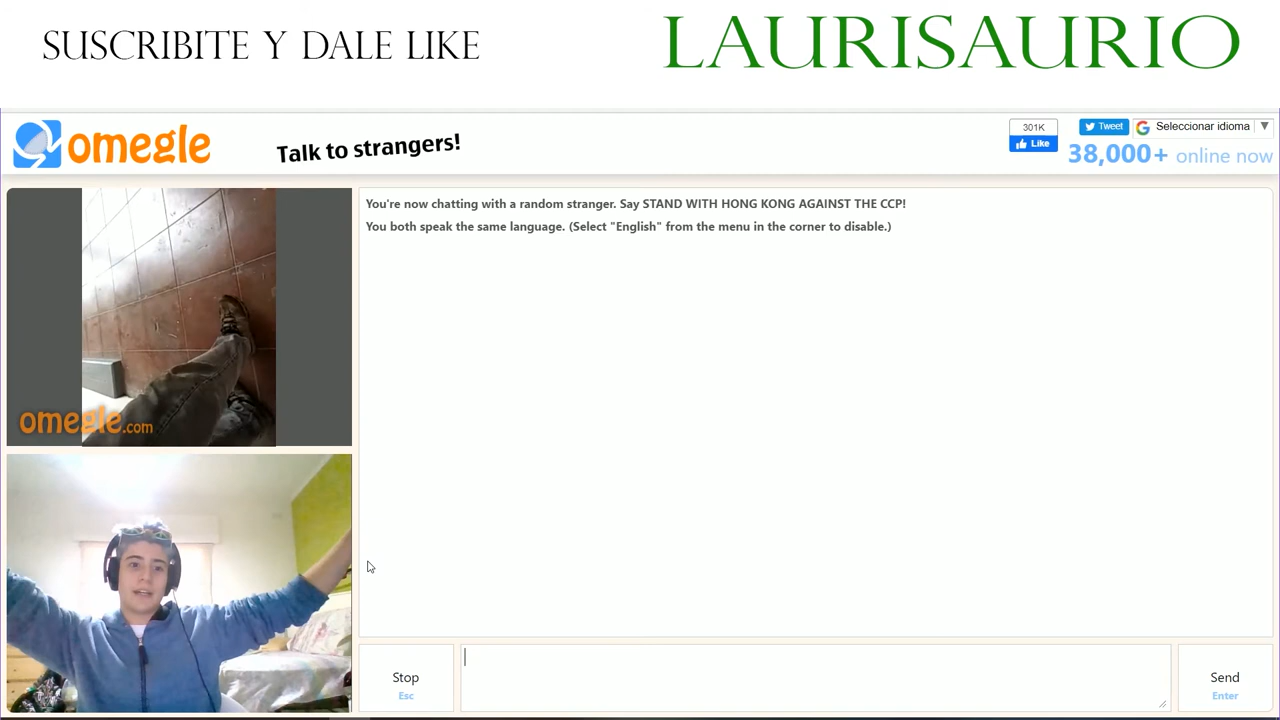 SUSCRIBITE Y DALE LIKE
LAURISAURIO
omegle
Talk to strangers!
301K
Like
Tweet
Seleccionar idioma
38,000+ online now
You're now chatting with a random stranger. Say STAND WITH HONG KONG AGAINST THE CCP!
You both speak the same language. (Select "English" from the menu in the corner to disable.)
omegle.com
Stop
Esc
Send
Enter